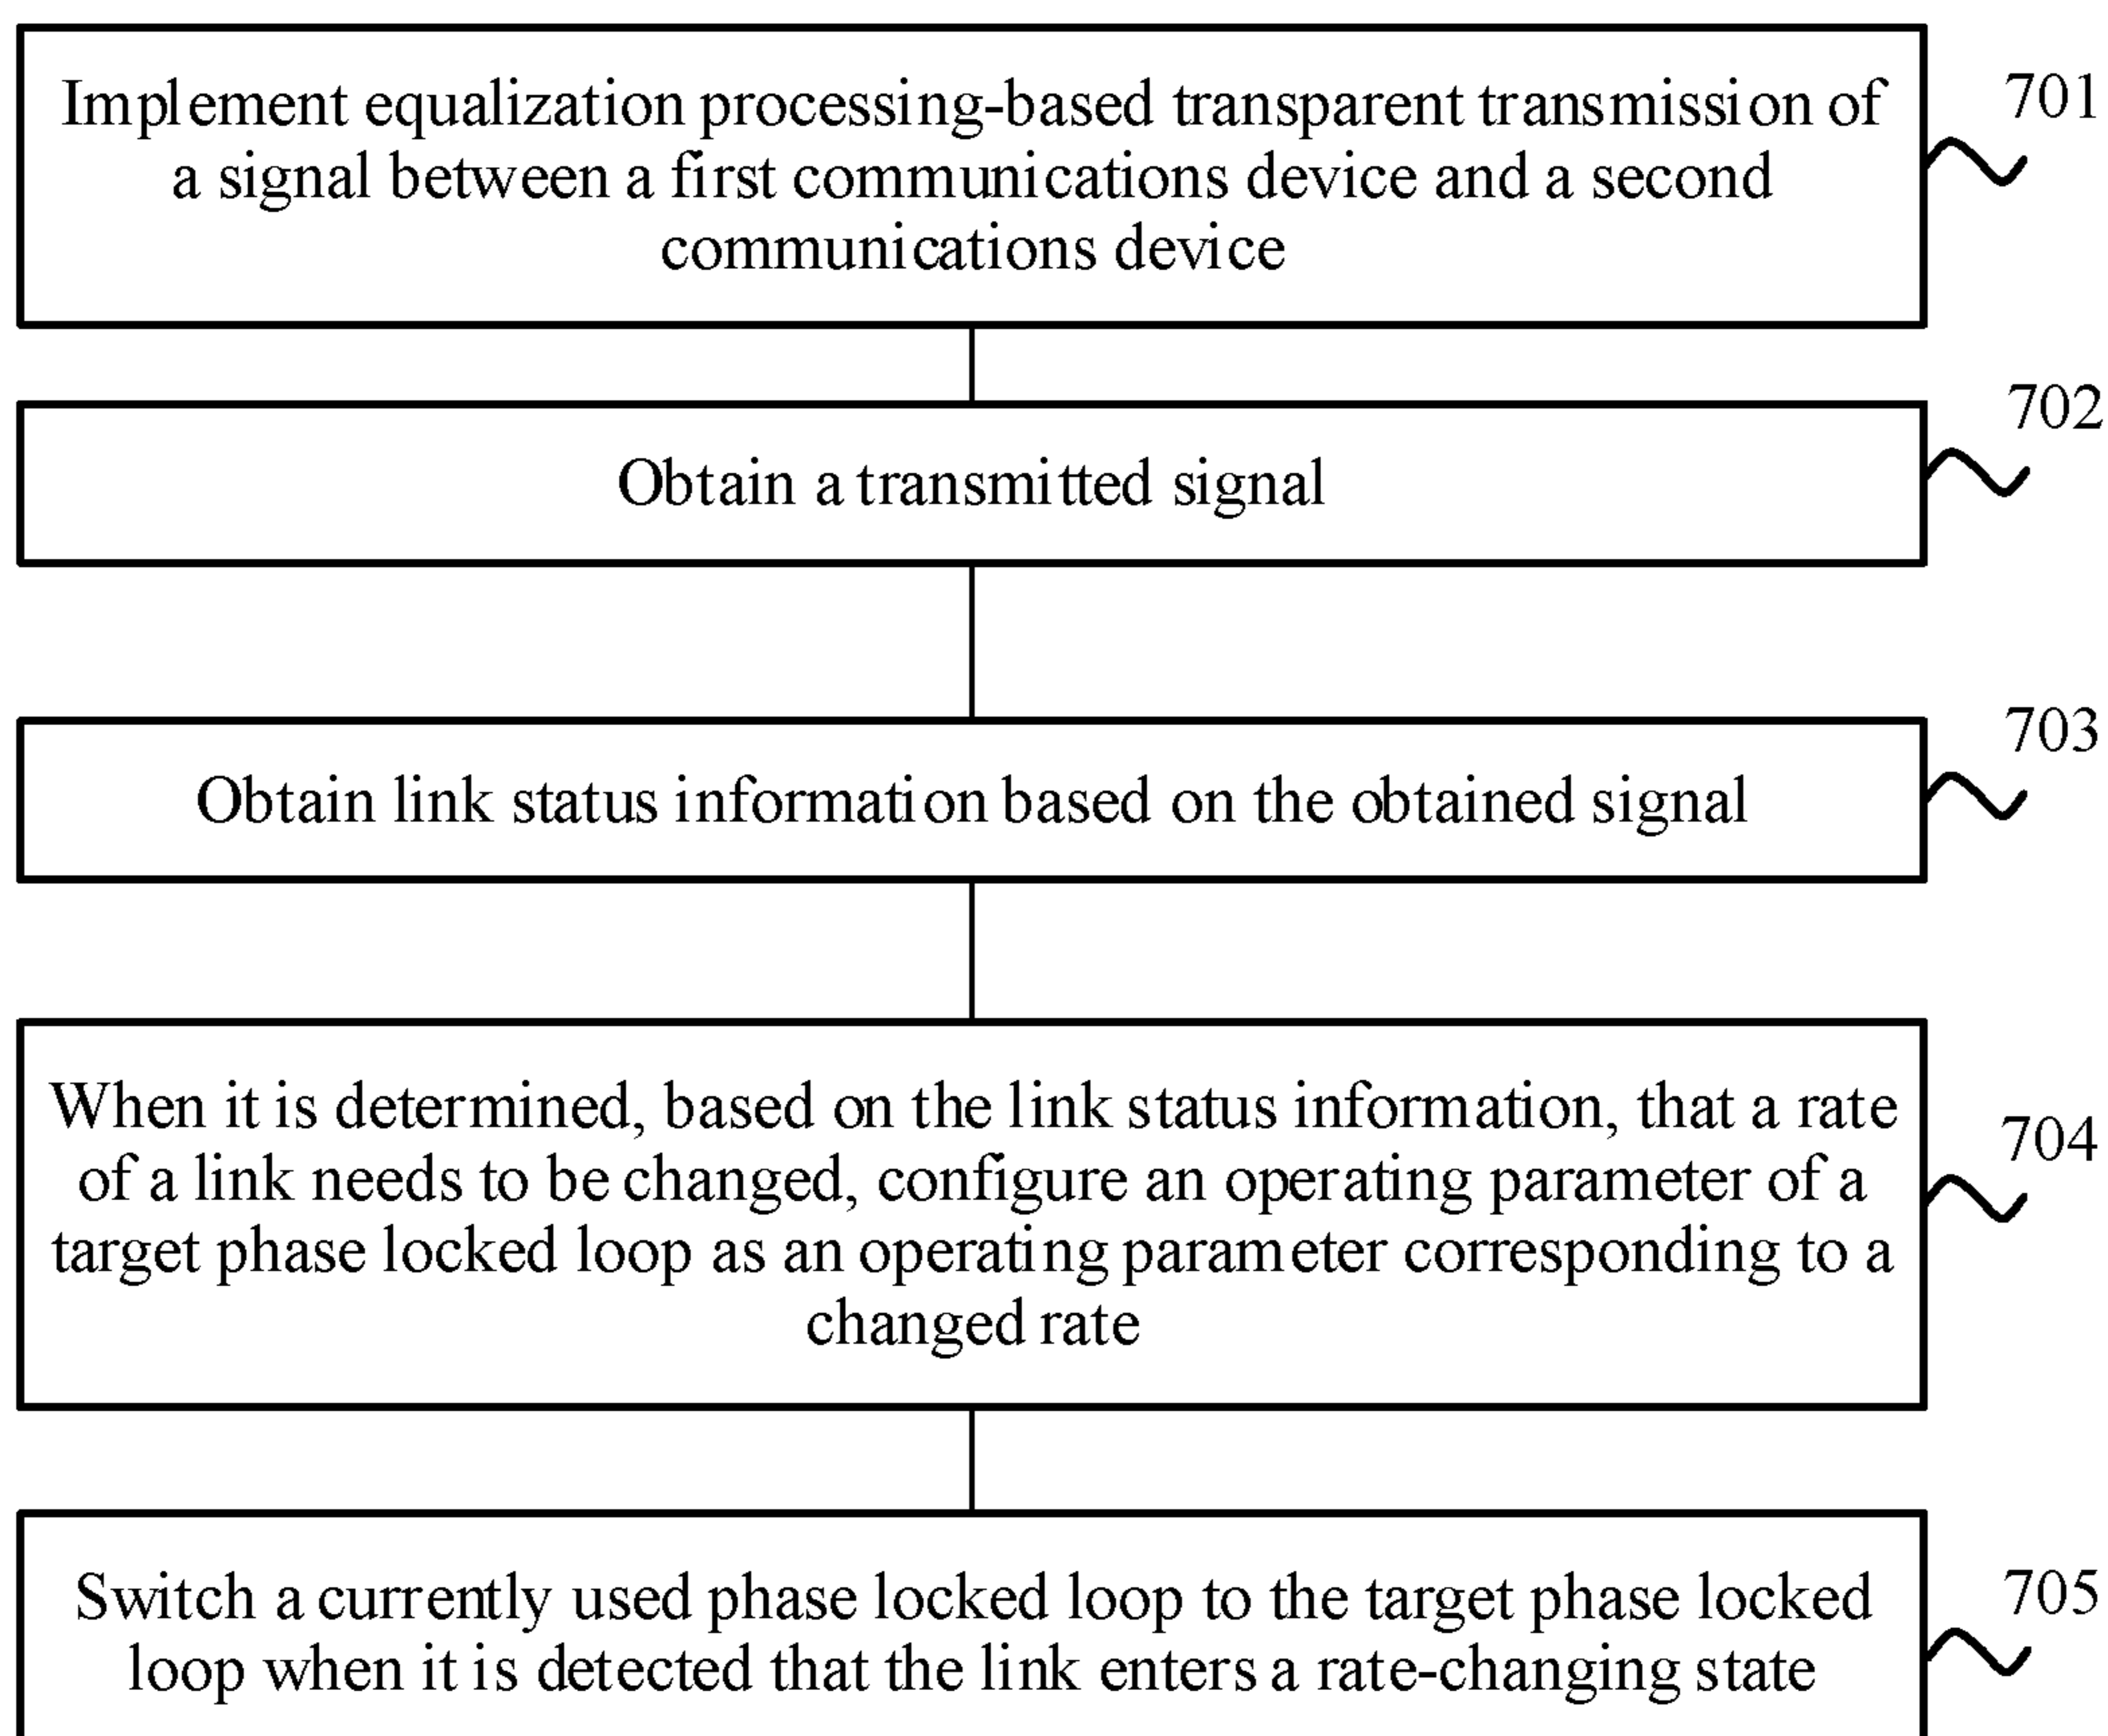 Implement equalization processing-based transparent transmission of
a signal between a first communications device and a second
communications device
701
Obtain a transmitted signal
702
Obtain link status information based on the obtained signal
703
When it is determined, based on the link status information, that a rate
of a link needs to be changed, configure an operating parameter of a
target phase locked loop as an operating parameter corresponding to a
changed rate
704
Switch a currently used phase locked loop to the target phase locked
loop when it is detected that the link enters a rate-changing state
705